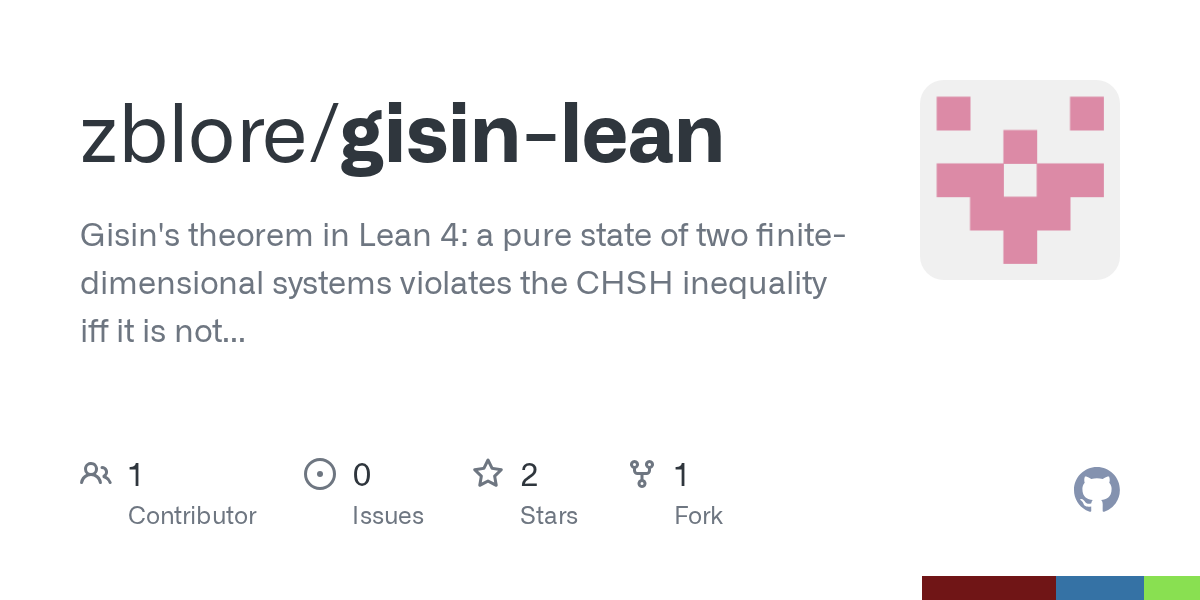 zblore/gisin-lean
Gisin's theorem in Lean 4: a pure state of two finite-
dimensional systems violates the CHSH inequality
iff it is not...
1
Contributor
0
Issues
2
Stars
1
Fork